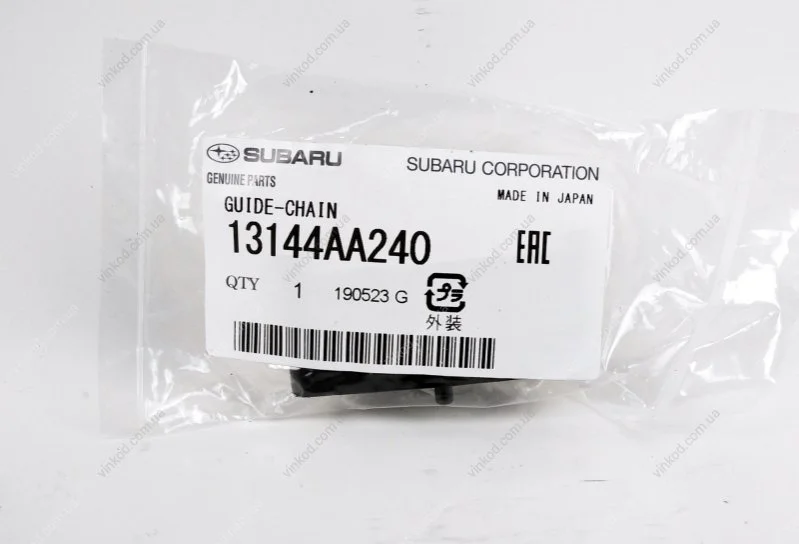 SUBARU
SUBARU CORPORATION
GENUINE PARTS
MADE IN JAPAN
GUIDE-CHAIN
13144AA240
EAC
QTY 1 190523 G
プラ
外装
vinkod.com.ua